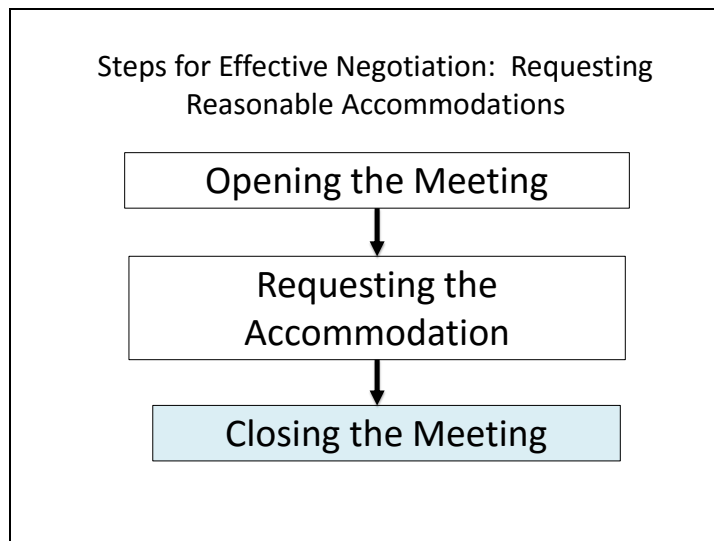 Steps for Effective Negotiation: Requesting
Reasonable Accommodations
Opening the Meeting
Requesting the
Accommodation
Closing the Meeting